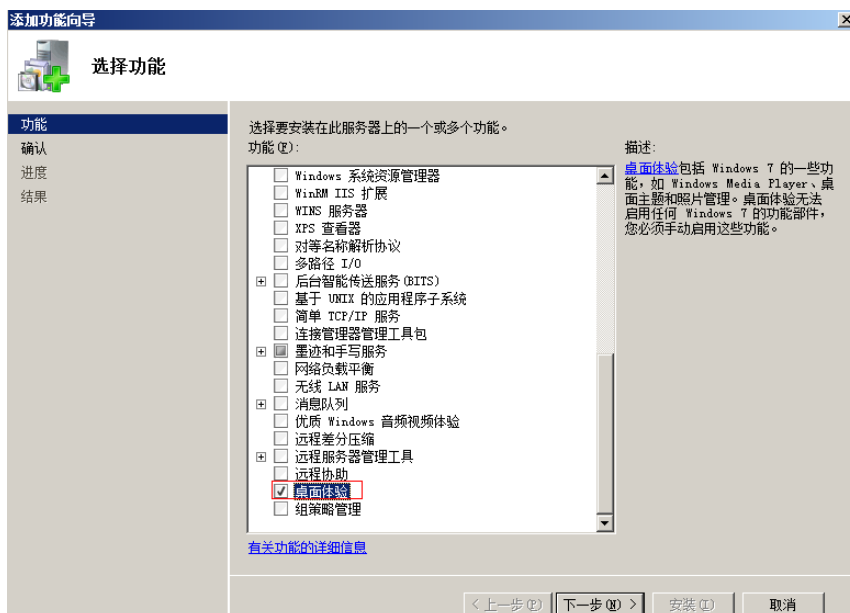 添加功能向导
选择功能
功能
确认
进度
结果
选择要安装在此服务器上的一个或多个功能。
功能(F):
Windows 系统资源管理器
WinRM IIS 扩展
WINS 服务器
XPS 查看器
对等名称解析协议
多路径 I/O
后台智能传送服务(BITS)
基于 UNIX 的应用程序子系统
简单 TCP/IP 服务
连接管理器管理工具包
墨迹和手写服务
网络负载平衡
无线 LAN 服务
消息队列
优质 Windows 音频视频体验
远程差分压缩
远程服务器管理工具
远程协助
桌面体验
组策略管理
有关功能的详细信息
描述:
桌面体验包括 Windows 7 的一些功
能，如 Windows Media Player、桌
面主题和照片管理。桌面体验无法
启用任何 Windows 7 的功能部件，
您必须手动启用这些功能。
< 上一步(P)
下一步(N) >
安装(I)
取消